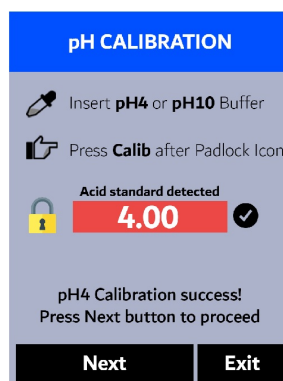 pH CALIBRATION
Insert pH4 or pH10 Buffer
Press Calib after Padlock Icon
Acid standard detected
4.00
pH4 Calibration success!
Press Next button to proceed
Next Exit